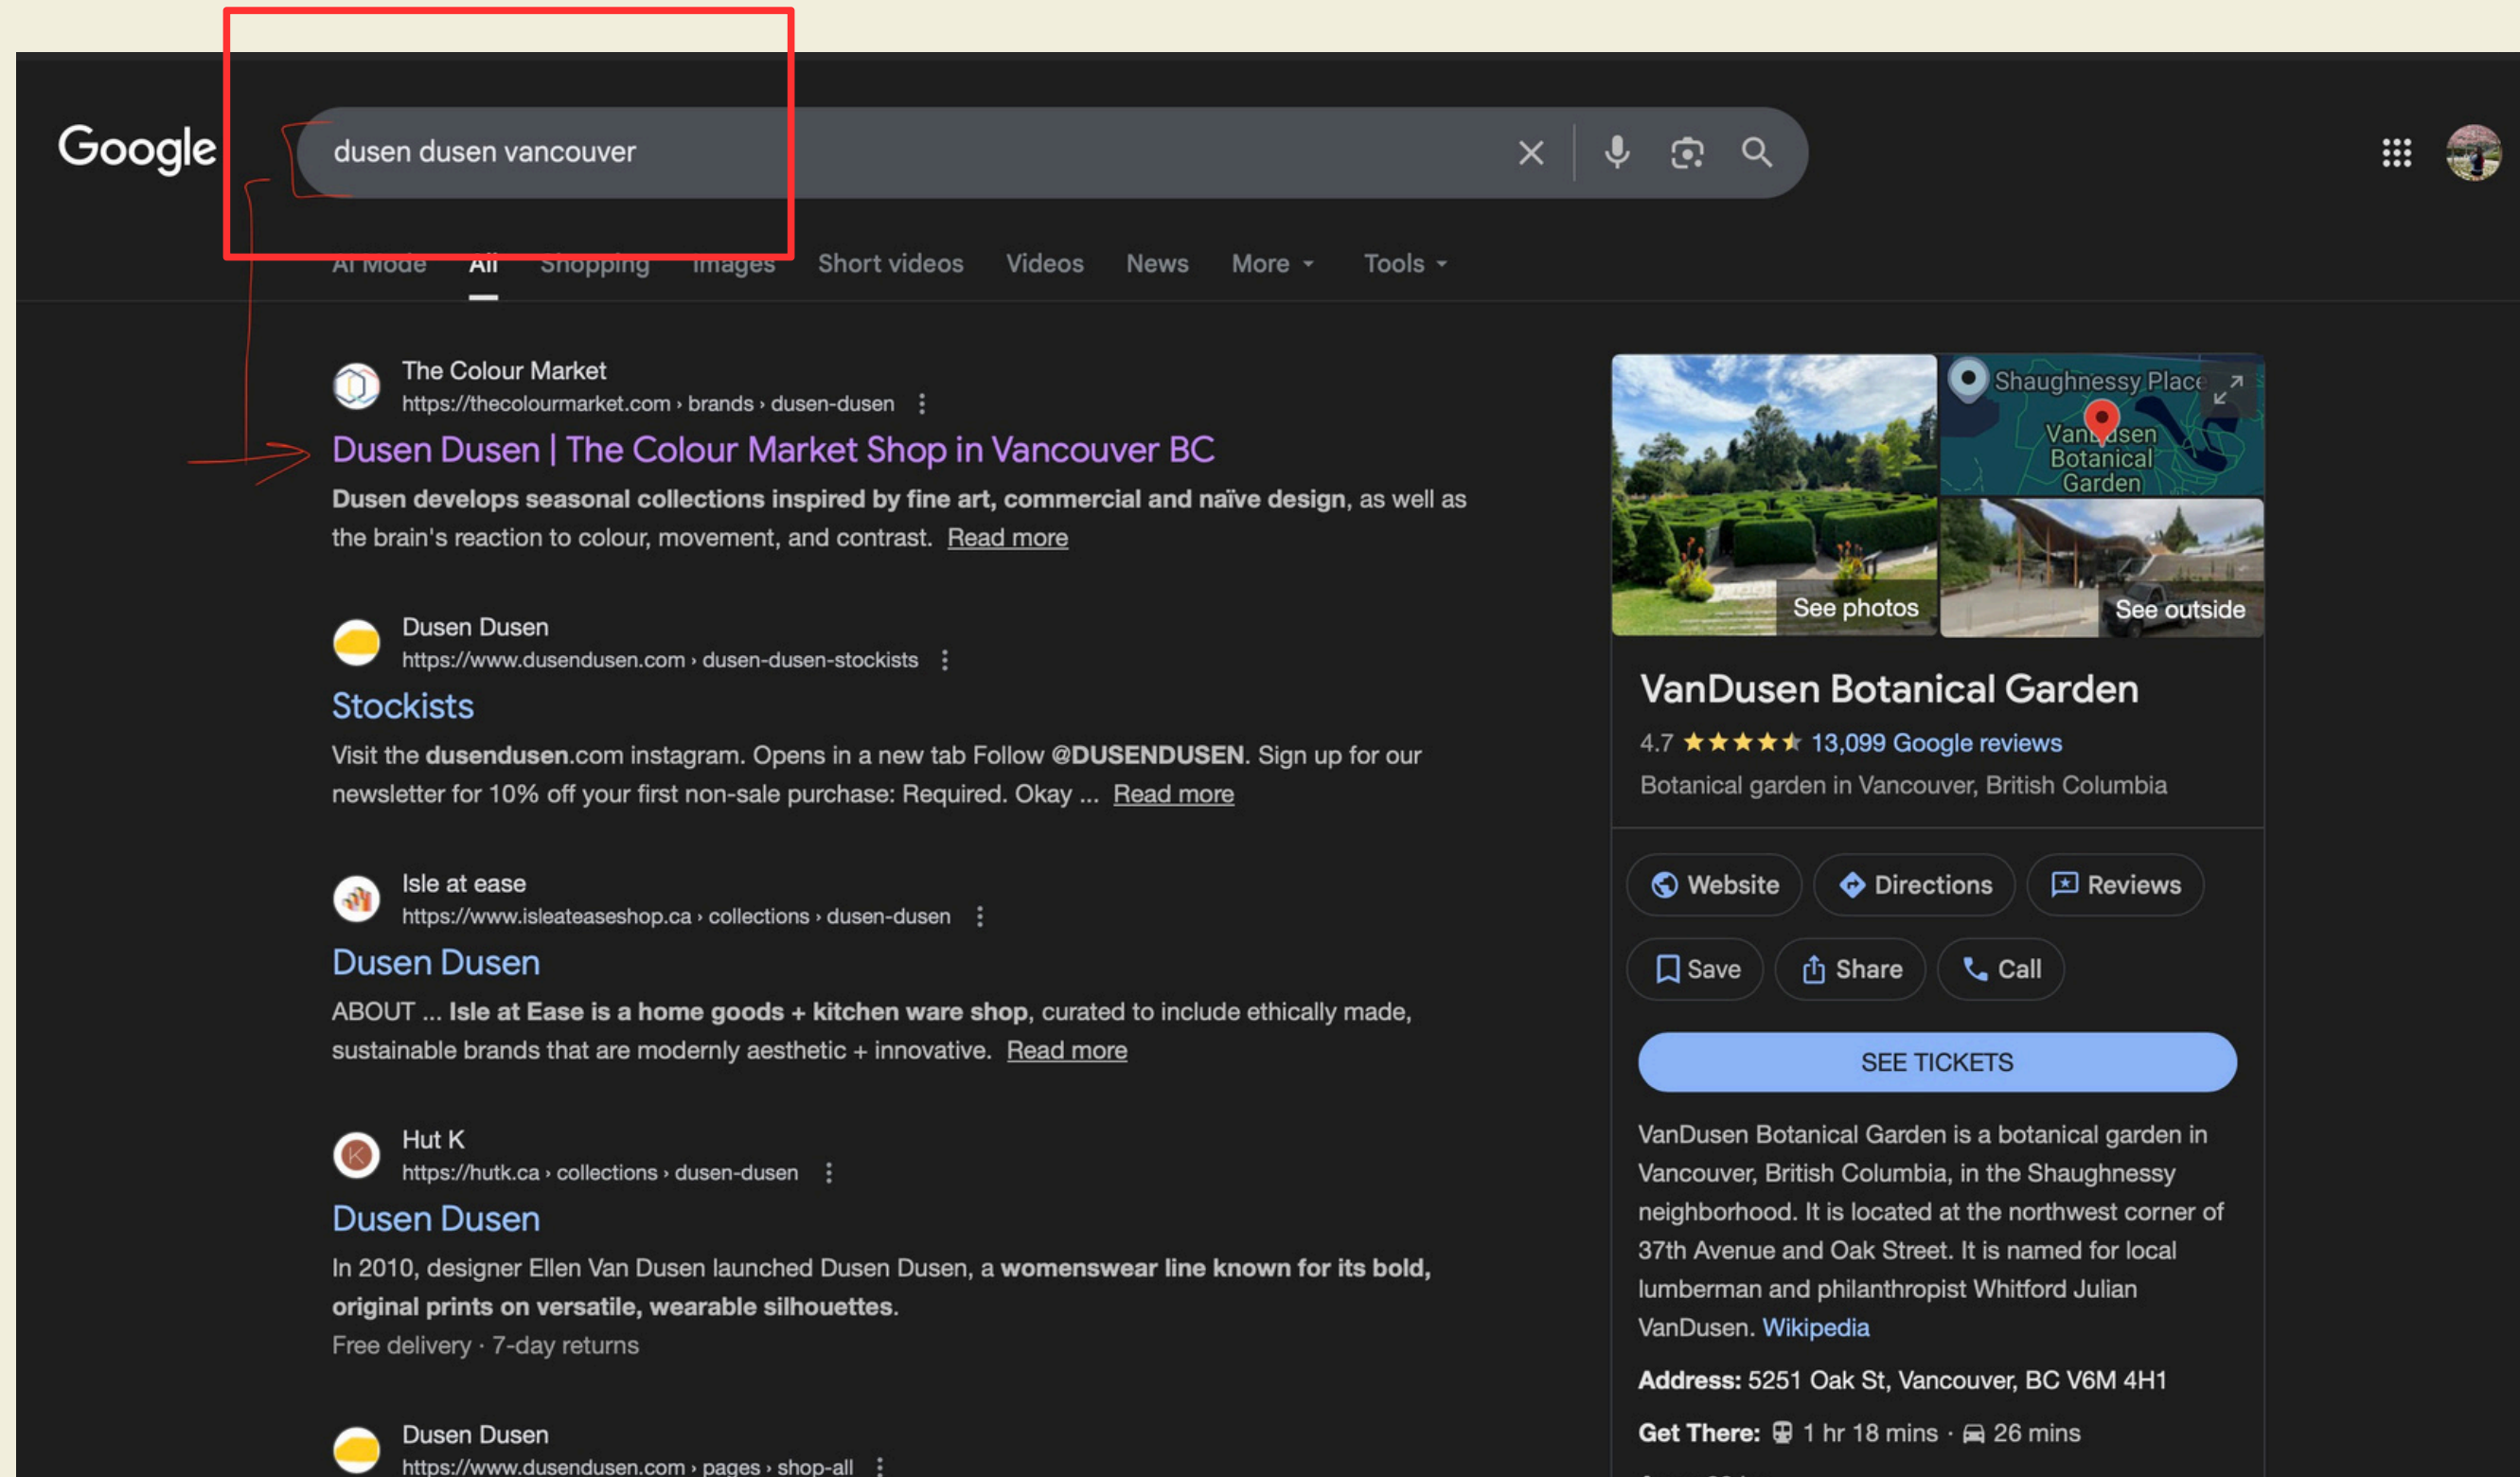 Google
dusen dusen vancouver
AI Mode All Shopping Images Short videos Videos News More Tools
The Colour Market
https://thecolourmarket.com › brands › dusen-dusen
Dusen Dusen | The Colour Market Shop in Vancouver BC
Dusen develops seasonal collections inspired by fine art, commercial and naïve design, as well as
the brain's reaction to colour, movement, and contrast. Read more
Dusen Dusen
https://www.dusendusen.com › dusen-dusen-stockists
Stockists
Visit the dusendusen.com instagram. Opens in a new tab Follow @DUSENDUSEN. Sign up for our
newsletter for 10% off your first non-sale purchase: Required. Okay ... Read more
Isle at ease
https://www.isleateaseshop.ca › collections › dusen-dusen
Dusen Dusen
ABOUT ... Isle at Ease is a home goods + kitchen ware shop, curated to include ethically made,
sustainable brands that are modernly aesthetic + innovative. Read more
Hut K
https://hutk.ca › collections › dusen-dusen
Dusen Dusen
In 2010, designer Ellen Van Dusen launched Dusen Dusen, a womenswear line known for its bold,
original prints on versatile, wearable silhouettes.
Free delivery · 7-day returns
Dusen Dusen
https://www.dusendusen.com › pages › shop-all
Shaughnessy Place
VanDusen
Botanical
Garden
See photos
See outside
VanDusen Botanical Garden
4.7 ★★★★★ 13,099 Google reviews
Botanical garden in Vancouver, British Columbia
Website Directions Reviews
Save Share Call
SEE TICKETS
VanDusen Botanical Garden is a botanical garden in
Vancouver, British Columbia, in the Shaughnessy
neighborhood. It is located at the northwest corner of
37th Avenue and Oak Street. It is named for local
lumberman and philanthropist Whitford Julian
VanDusen. Wikipedia
Address: 5251 Oak St, Vancouver, BC V6M 4H1
Get There: 1 hr 18 mins · 26 mins